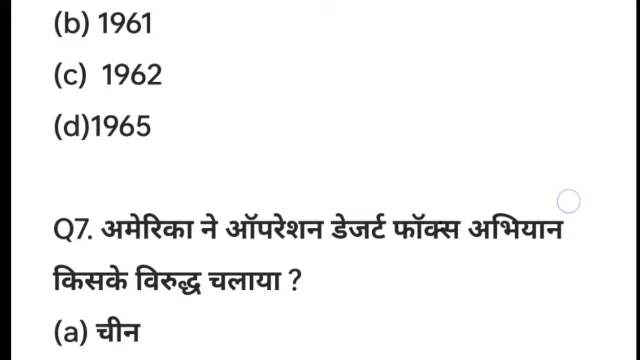 (b) 1961
(c) 1962
(d)1965
Q7. अमेरिका ने ऑपरेशन डेजर्ट फॉक्स अभियान
किसके विरुद्ध चलाया ?
(a) चीन